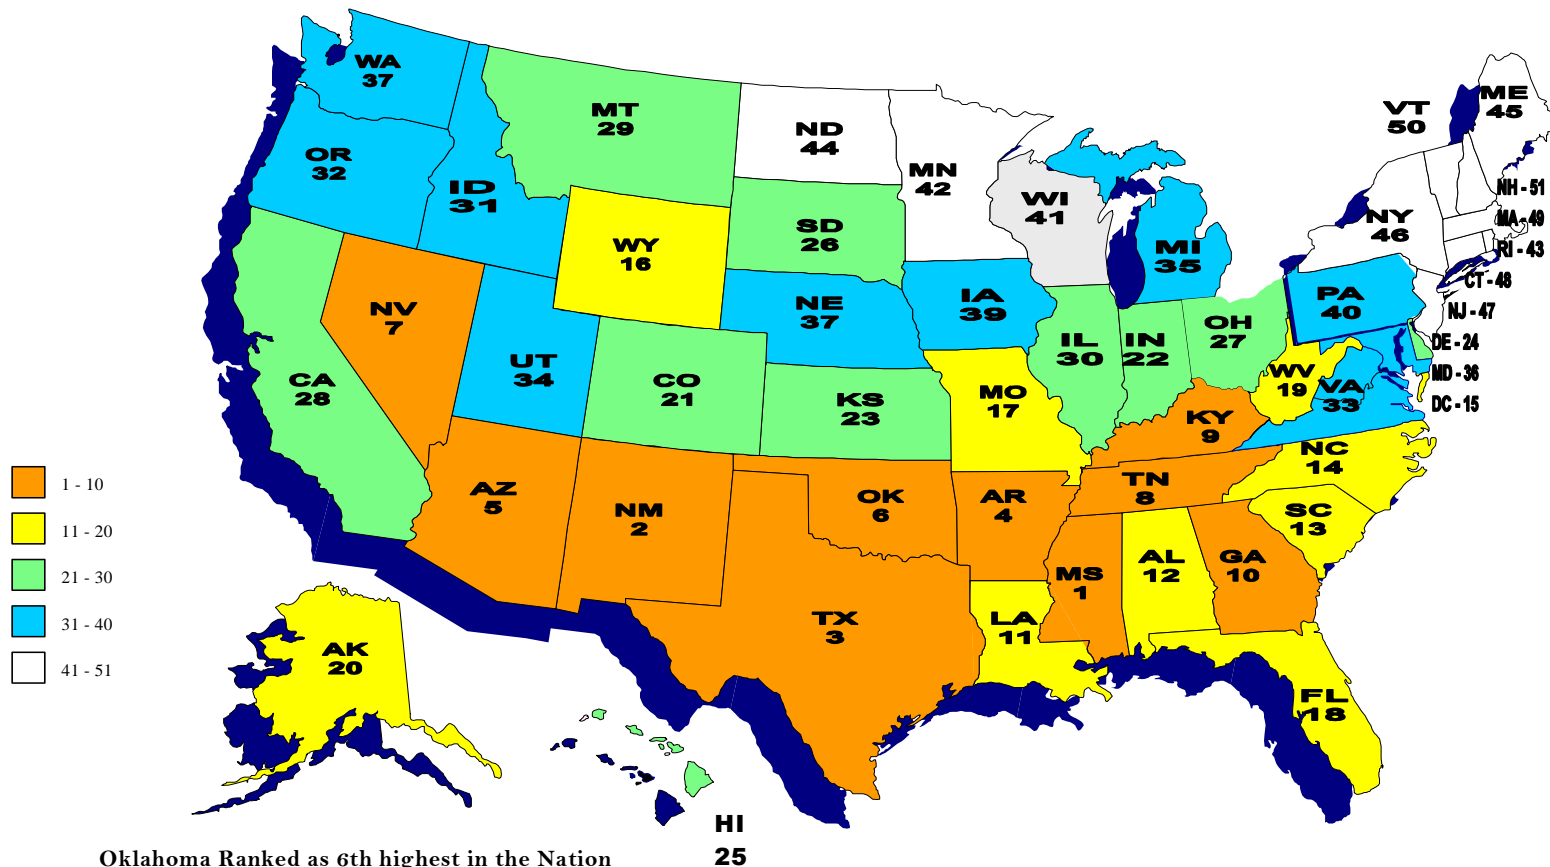 WA
37
MT
29
ND
44
MN
42
VT
50
ME
45
OR
32
ID
31
WY
16
SD
26
WI
41
MI
35
NY
46
NH - 51
MA - 49
RI - 43
CT - 48
NJ - 47
DE - 24
MD - 36
DC - 15
NV
7
UT
34
CO
21
NE
37
IA
39
IL
30
IN
22
OH
27
PA
40
WV
19
VA
33
CA
28
KS
23
MO
17
KY
9
NC
14
TN
8
SC
13
AZ
5
NM
2
OK
6
AR
4
MS
1
AL
12
GA
10
TX
3
LA
11
FL
18
AK
20
HI
25
1 - 10
11 - 20
21 - 30
31 - 40
41 - 51
Oklahoma Ranked as 6th highest in the Nation